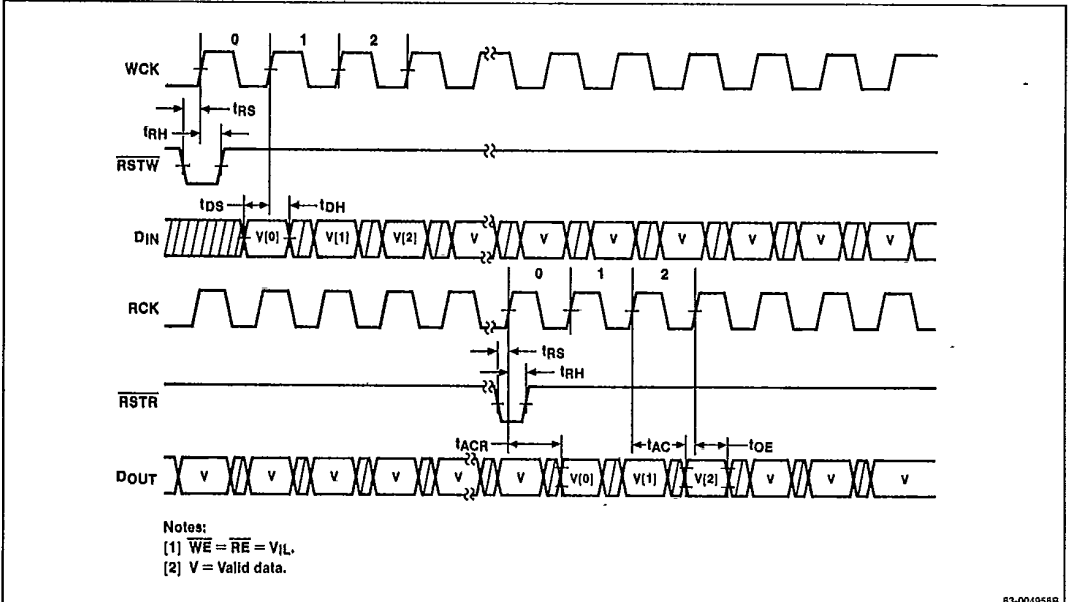 0 1 2
WCK
tRS
tRH
RSTW
tDS tDH
DIN V[0] V[1] V[2] V V V V V V V
0 1 2
RCK
tRS
tRH
RSTR
tACR tAC tOE
DOUT V V V V V V V[0] V[1] V[2] V V V
Notes:
[1] WE = RE = VIL.
[2] V = Valid data.
83-004956B